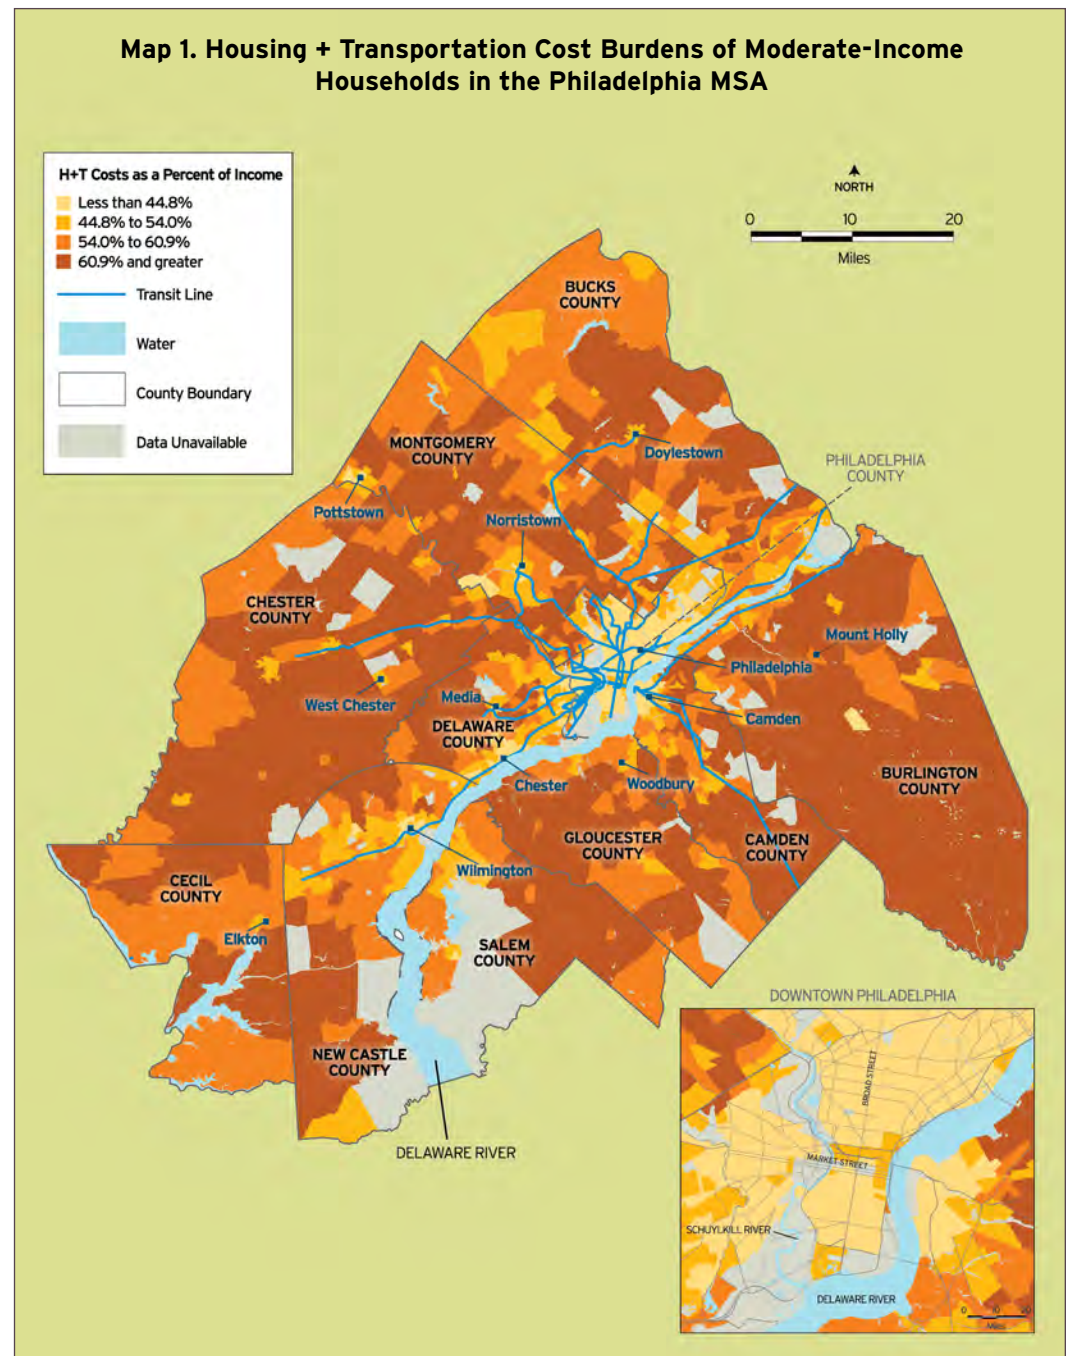 Map 1. Housing + Transportation Cost Burdens of Moderate-Income
Households in the Philadelphia MSA
H+T Costs as a Percent of Income
Less than 44.8%
44.8% to 54.0%
54.0% to 60.9%
60.9% and greater
Transit Line
Water
County Boundary
Data Unavailable
NORTH
0 10 20
Miles
BUCKS
COUNTY
MONTGOMERY
COUNTY
Doylestown
PHILADELPHIA
COUNTY
Pottstown
Norristown
CHESTER
COUNTY
Mount Holly
Philadelphia
West Chester
Media
Camden
DELAWARE
COUNTY
Chester
Woodbury
BURLINGTON
COUNTY
GLOUCESTER
COUNTY
CAMDEN
COUNTY
Wilmington
CECIL
COUNTY
Elkton
SALEM
COUNTY
NEW CASTLE
COUNTY
DELAWARE RIVER
DOWNTOWN PHILADELPHIA
BROAD STREET
MARKET STREET
SCHUYLKILL RIVER
DELAWARE RIVER
0 10 20
Miles